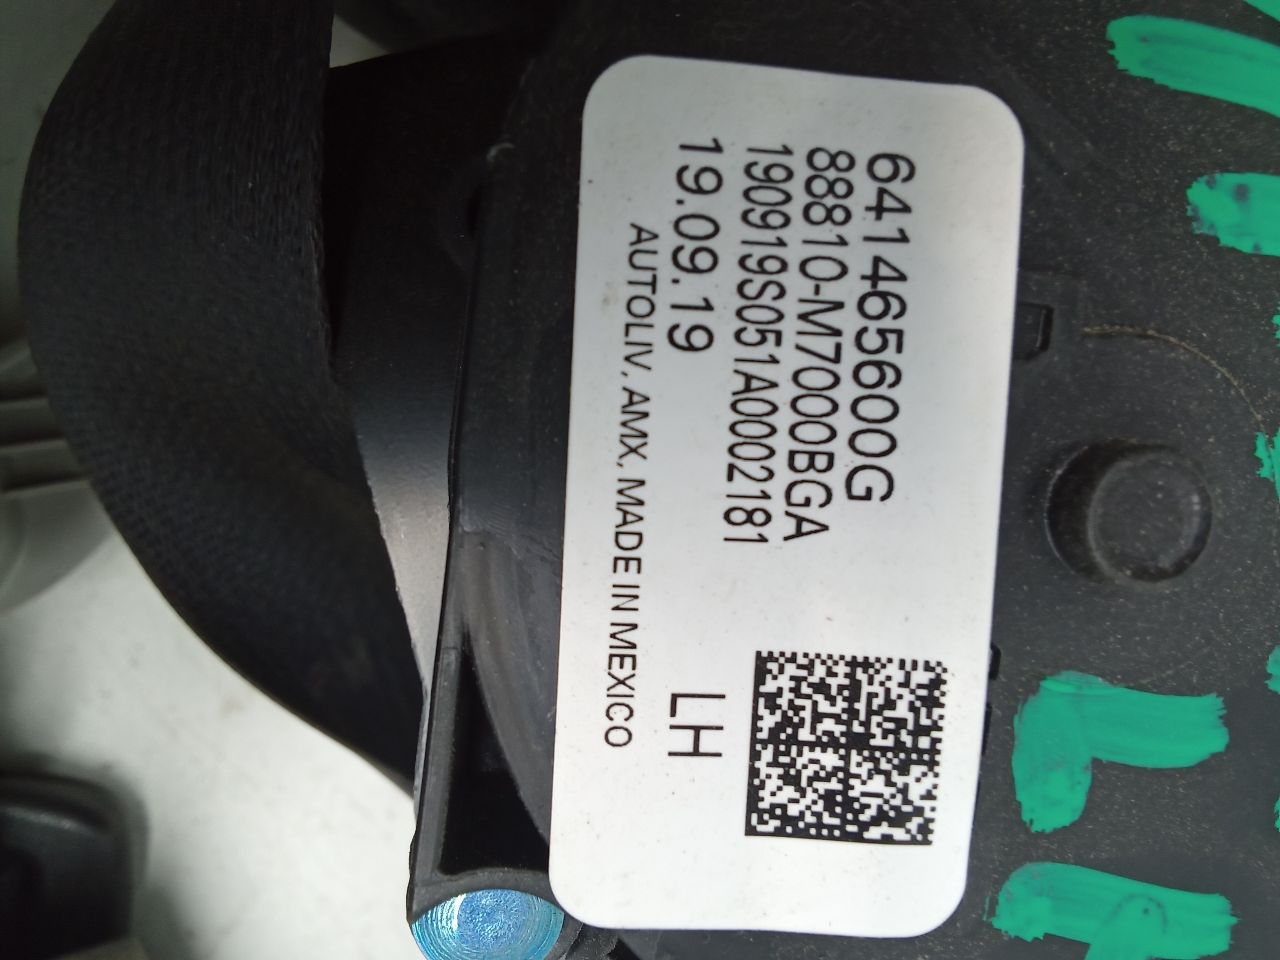 641465600G
88810-M7000BGA
190919S051A0002181
19.09.19
LH
AUTOLIV. AMX. MADE IN MEXICO